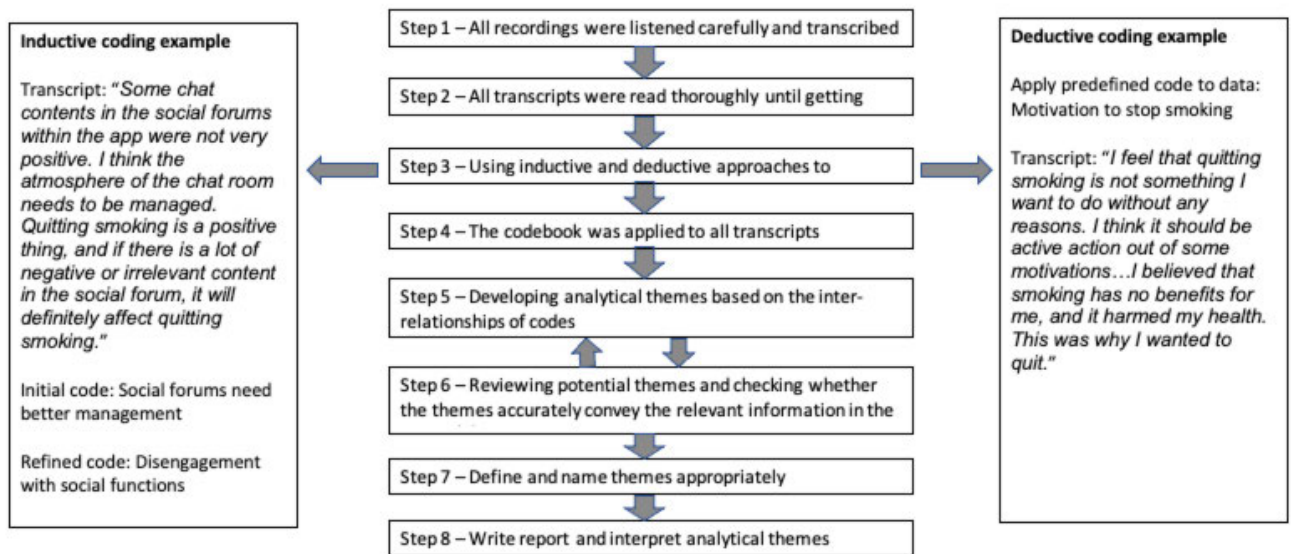 Inductive coding example
Transcript: “Some chat
contents in the social forums
within the app were not very
positive. I think the
atmosphere of the chat room
needs to be managed.
Quitting smoking is a positive
thing, and if there is a lot of
negative or irrelevant content
in the social forum, it will
definitely affect quitting
smoking.”
Initial code: Social forums need
better management
Refined code: Disengagement
with social functions
Step 1 – All recordings were listened carefully and transcribed
Step 2 – All transcripts were read thoroughly until getting
Step 3 – Using inductive and deductive approaches to
Step 4 – The codebook was applied to all transcripts
Step 5 – Developing analytical themes based on the inter-
relationships of codes
Step 6 – Reviewing potential themes and checking whether
the themes accurately convey the relevant information in the
Step 7 – Define and name themes appropriately
Step 8 – Write report and interpret analytical themes
Deductive coding example
Apply predefined code to data:
Motivation to stop smoking
Transcript: “I feel that quitting
smoking is not something I
want to do without any
reasons. I think it should be
active action out of some
motivations…I believed that
smoking has no benefits for
me, and it harmed my health.
This was why I wanted to
quit.”